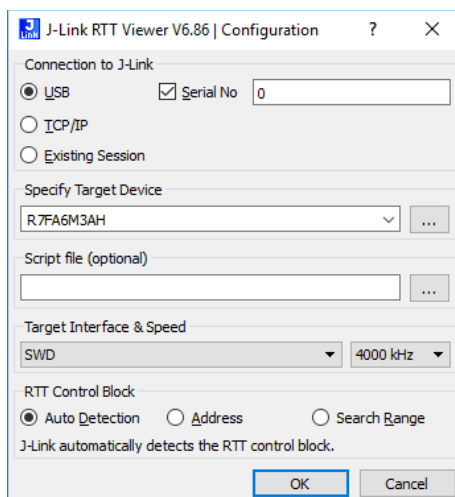 J-Link J-Link RTT Viewer V6.86 | Configuration ? ×
Connection to J-Link
USB Serial No 0
TCP/IP
Existing Session
Specify Target Device
R7FA6M3AH ...
Script file (optional)
...
Target Interface & Speed
SWD 4000 kHz
RTT Control Block
Auto Detection Address Search Range
J-Link automatically detects the RTT control block.
OK Cancel